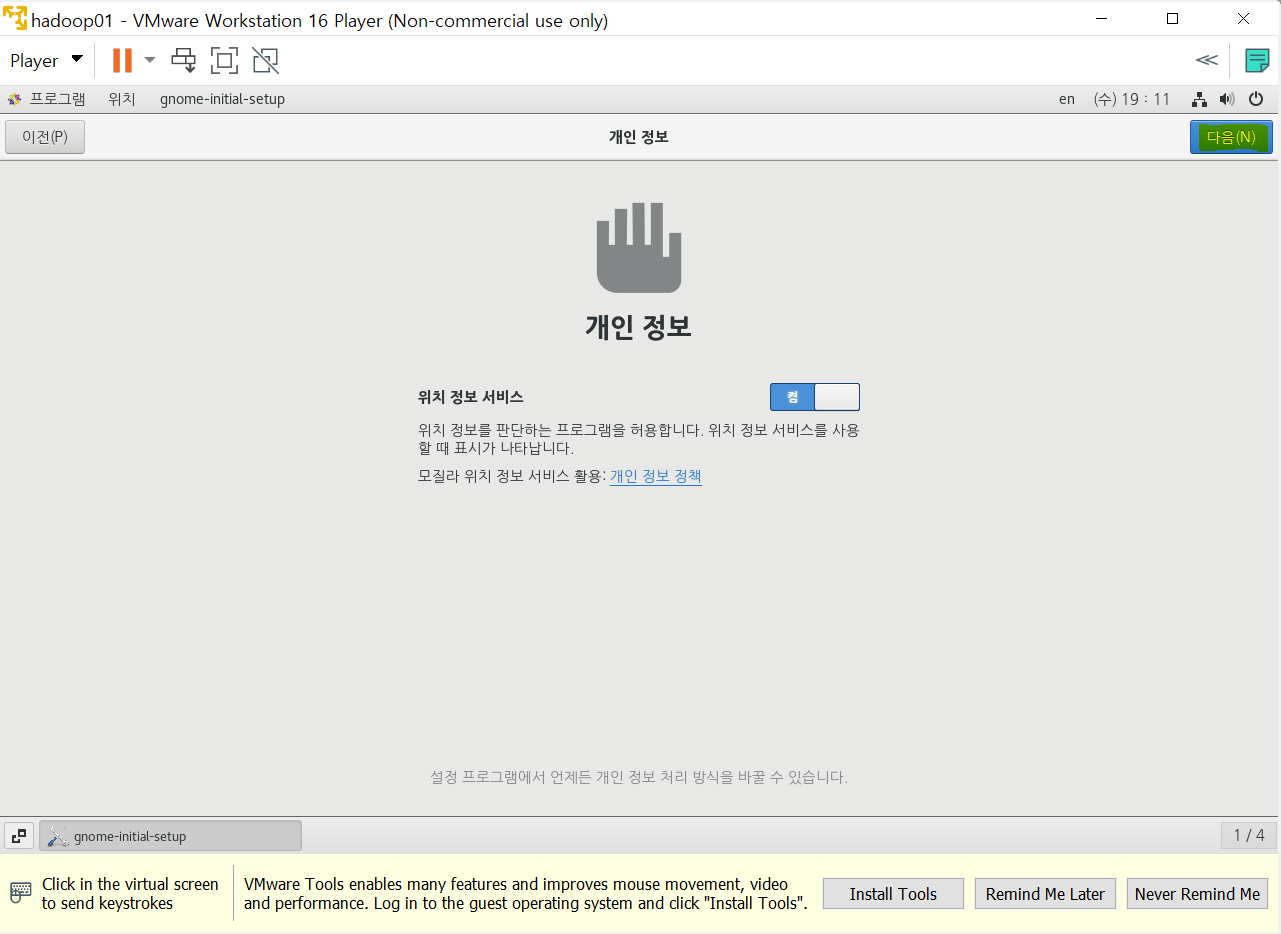 hadoop01 - VMware Workstation 16 Player (Non-commercial use only)
Player
프로그램 위치 gnome-initial-setup en (수) 19 : 11
이전(P) 개인 정보 다음(N)
개인 정보
위치 정보 서비스 켬
위치 정보를 판단하는 프로그램을 허용합니다. 위치 정보 서비스를 사용
할 때 표시가 나타납니다.
모질라 위치 정보 서비스 활용: 개인 정보 정책
설정 프로그램에서 언제든 개인 정보 처리 방식을 바꿀 수 있습니다.
gnome-initial-setup 1 / 4
Click in the virtual screen
to send keystrokes
VMware Tools enables many features and improves mouse movement, video
and performance. Log in to the guest operating system and click "Install Tools".
Install Tools Remind Me Later Never Remind Me